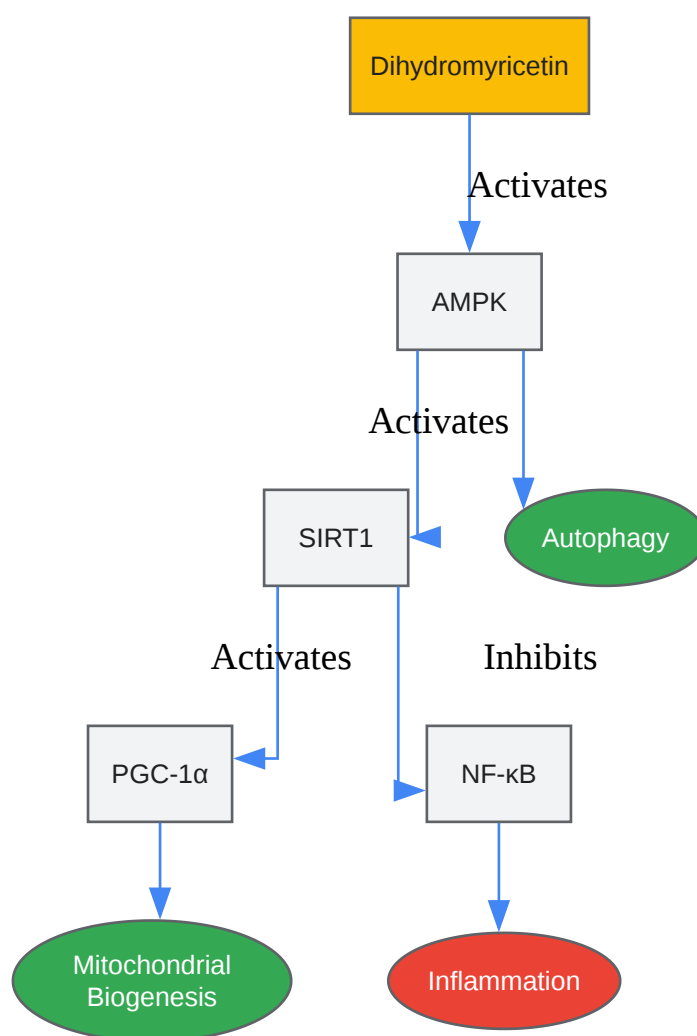 Dihydromyricetin
Activates
AMPK
Activates
SIRT1
Autophagy
Activates
Inhibits
PGC-1α
NF-κB
Mitochondrial
Biogenesis
Inflammation